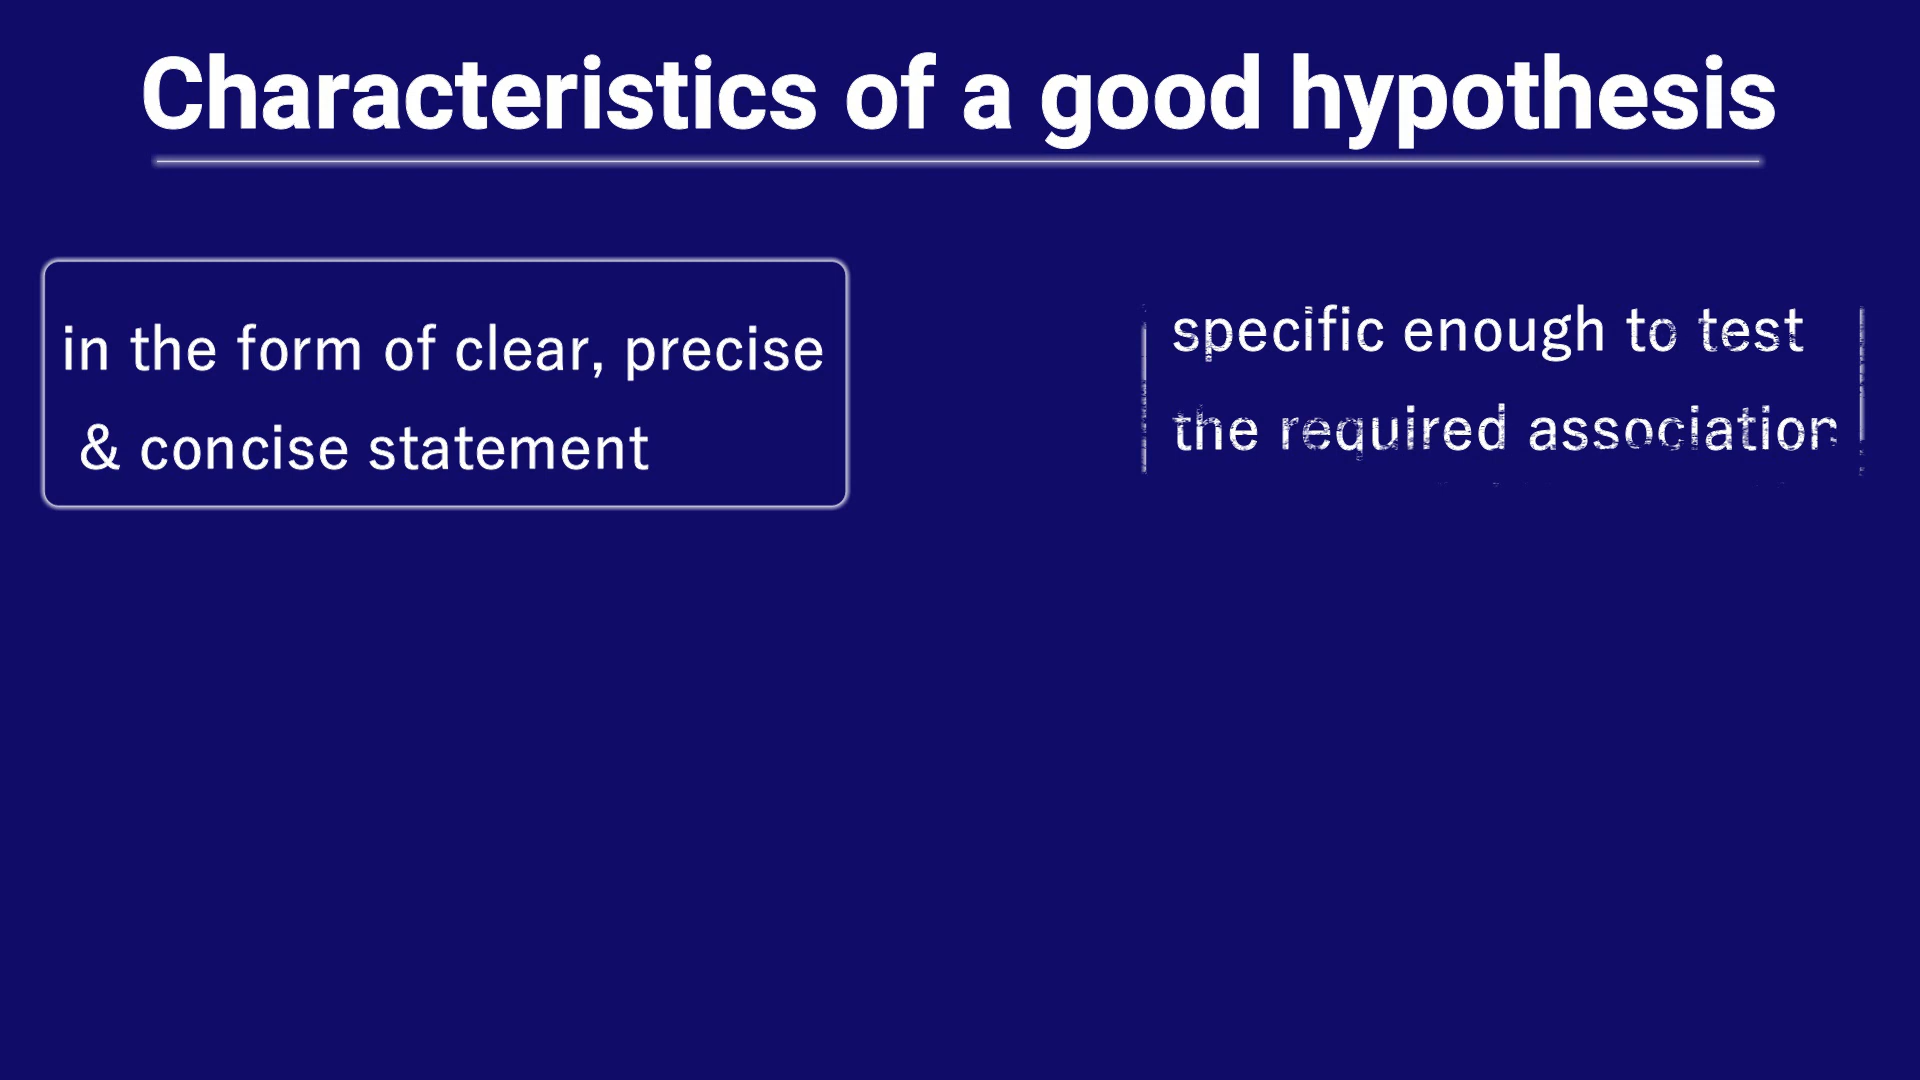 Characteristics of a good hypothesis
in the form of clear, precise
& concise statement
specific enough to test
the required association